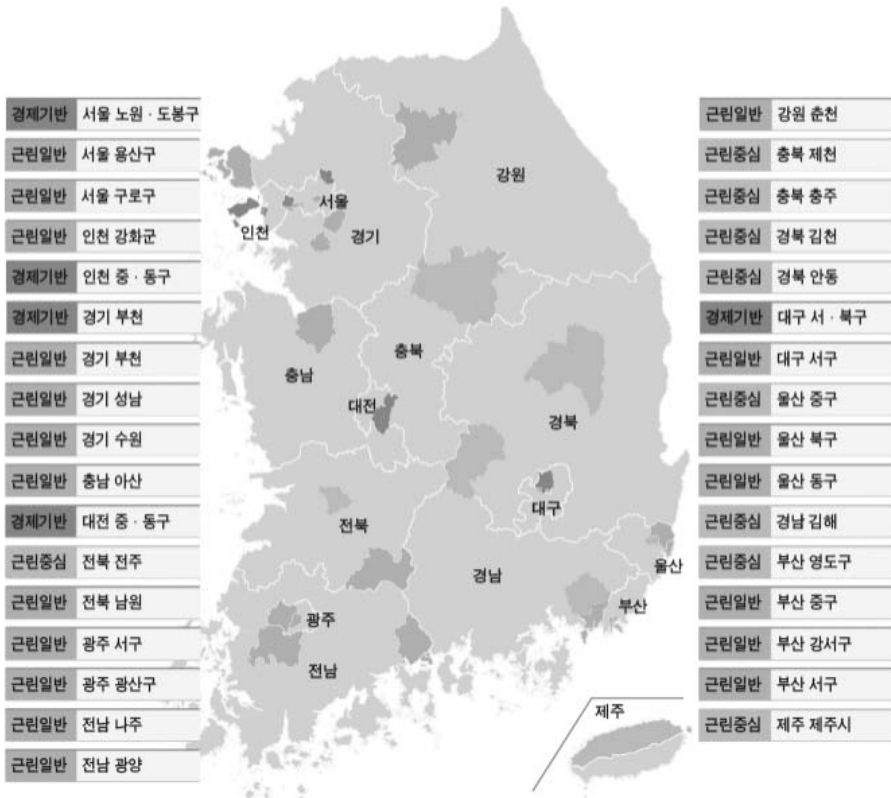 경제기반 서울 노원 · 도봉구
근린일반 서울 용산구
근린일반 서울 구로구
근린일반 인천 강화군
경제기반 인천 중 · 동구
경제기반 경기 부천
근린일반 경기 부천
근린일반 경기 성남
근린일반 경기 수원
근린일반 충남 아산
경제기반 대전 중 · 동구
근린중심 전북 전주
근린일반 전북 남원
근린일반 광주 서구
근린일반 광주 광산구
근린일반 전남 나주
근린일반 전남 광양
강원
서울
인천
경기
충북
충남
대전
경북
대구
전북
경남
울산
부산
광주
전남
제주
근린일반 강원 춘천
근린중심 충북 제천
근린중심 충북 충주
근린중심 경북 김천
근린중심 경북 안동
경제기반 대구 서 · 북구
근린일반 대구 서구
근린중심 울산 중구
근린일반 울산 북구
근린일반 울산 동구
근린중심 경남 김해
근린중심 부산 영도구
근린일반 부산 중구
근린일반 부산 강서구
근린일반 부산 서구
근린중심 제주 제주시